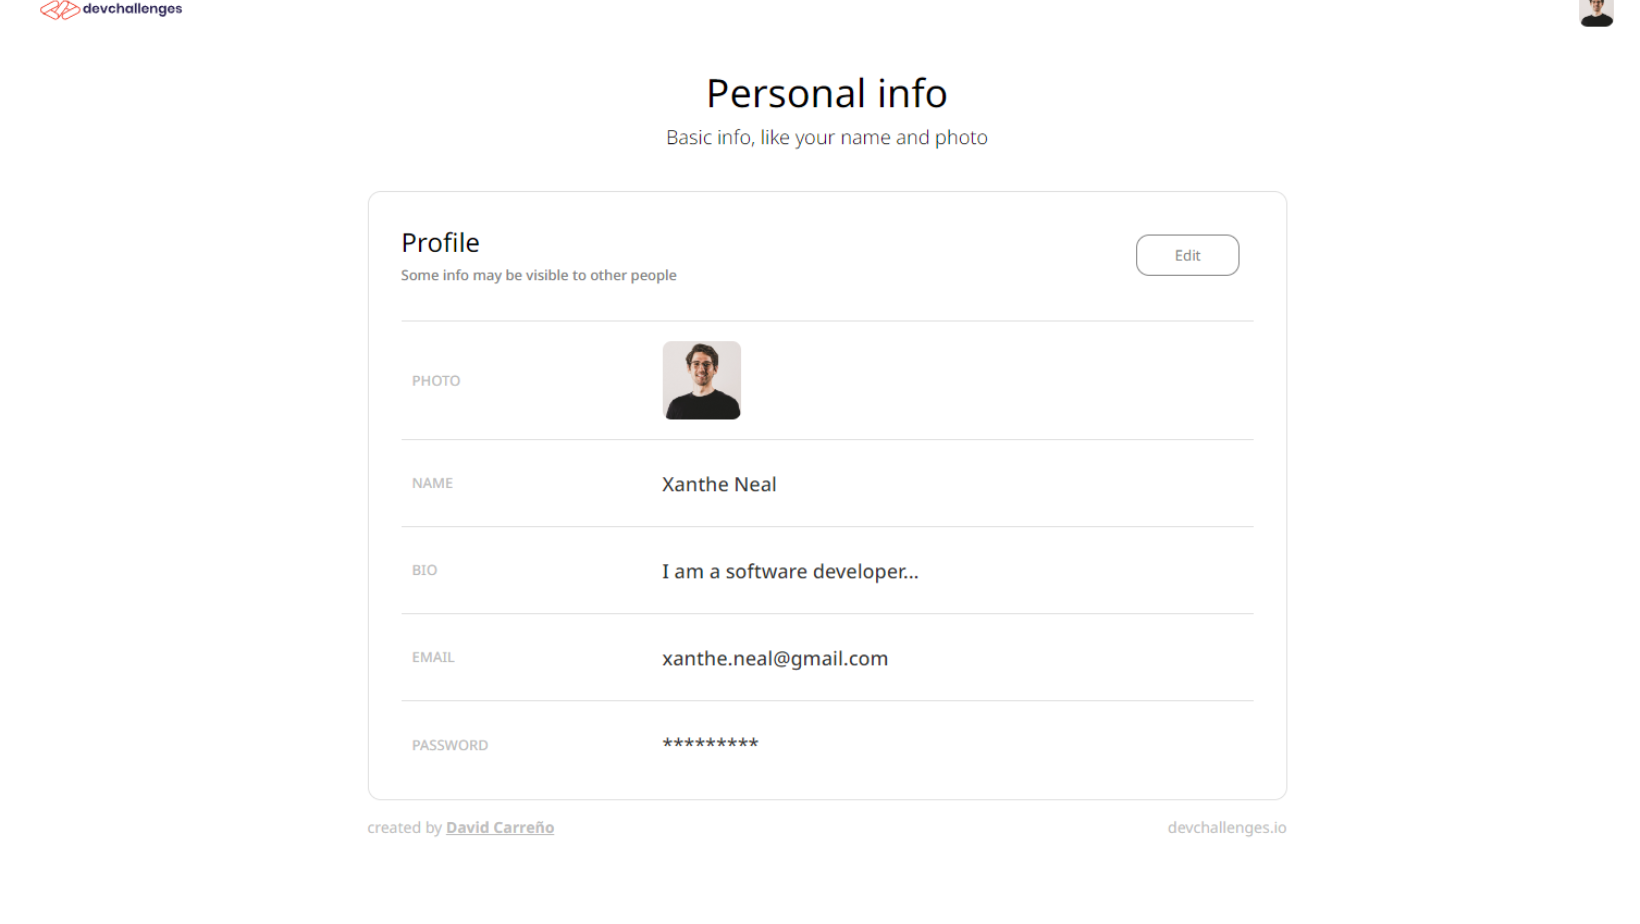 devchallenges
Personal info
Basic info, like your name and photo
Profile
Some info may be visible to other people
Edit
PHOTO
NAME
Xanthe Neal
BIO
I am a software developer...
EMAIL
xanthe.neal@gmail.com
PASSWORD
*********
created by David Carreño
devchallenges.io